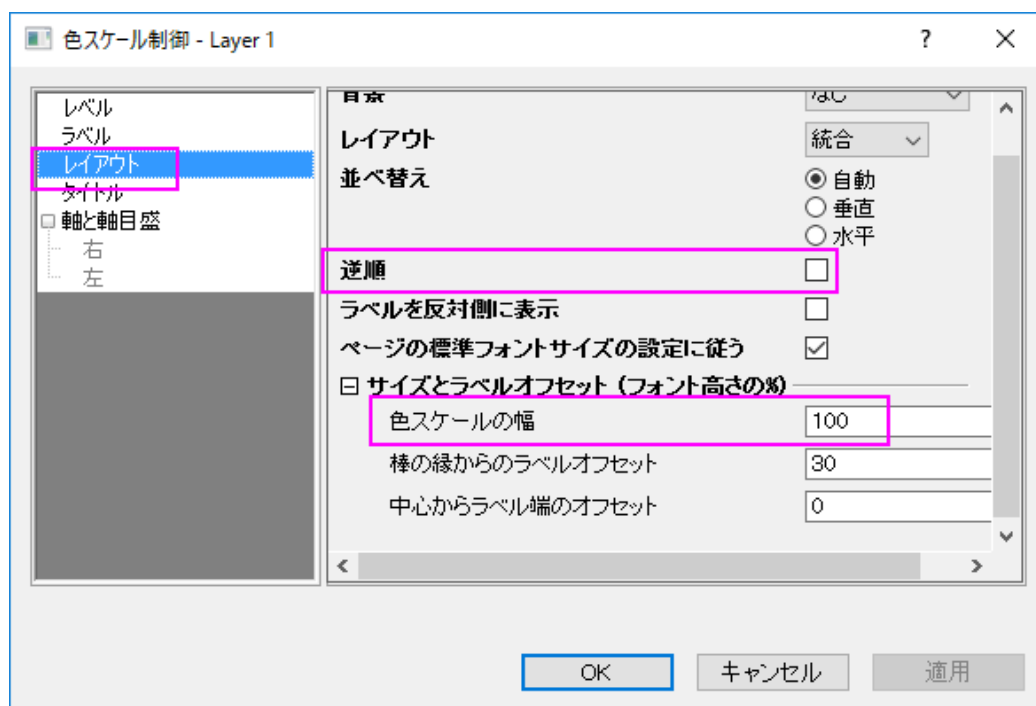 色スケール制御 - Layer 1
?
レベル
ラベル
レイアウト
タイトル
軸と軸目盛
右
左
背景 なし
レイアウト 統合
並べ替え 自動
垂直
水平
逆順
ラベルを反対側に表示
ページの標準フォントサイズの設定に従う
サイズとラベルオフセット (フォント高さの%)
色スケールの幅 100
棒の縁からのラベルオフセット 30
中心からラベル端のオフセット 0
OK キャンセル 適用